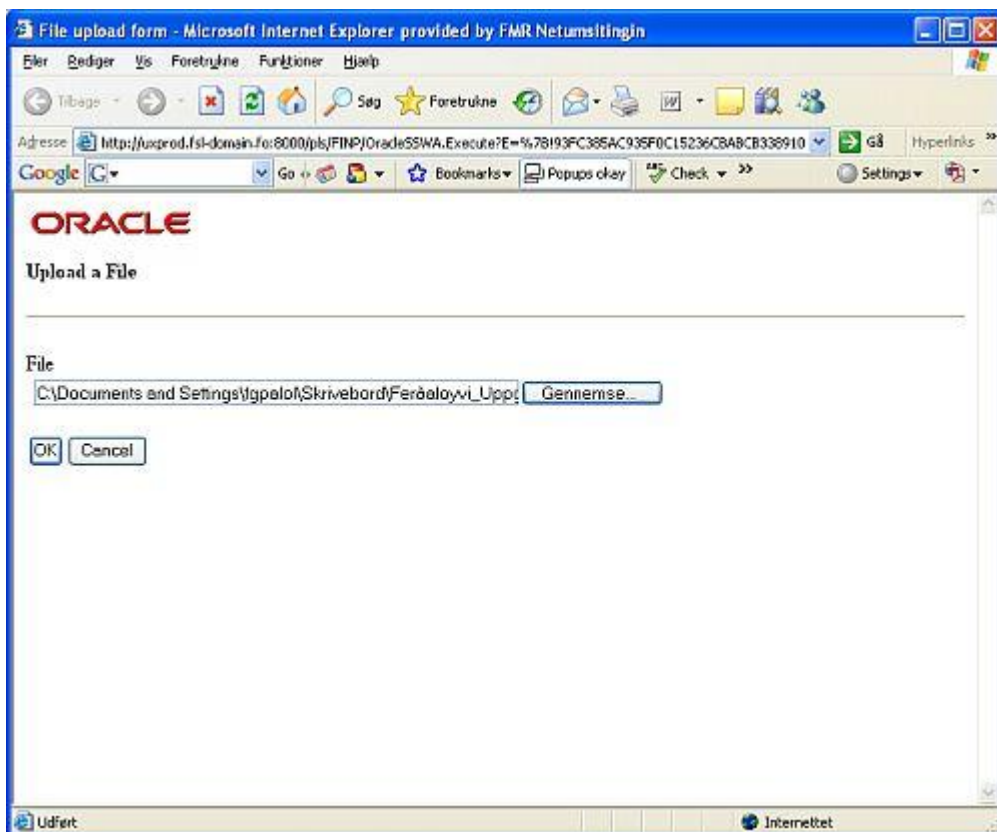 File upload form - Microsoft Internet Explorer provided by FMR Netumsitingin
Filer Rediger Vis Foretrukne Funktioner Hjælp
Tilbage Søg Foretrukne
Adresse http://uxprod.fsl-domain.fo:8000/pls/FINP/OracleSSWA.Execute?E=%7B!93FC385AC935F0C15236CBABCB338910 Gå Hyperlinks »
Google G Go Bookmarks Popups okay Check » Settings
ORACLE
Upload a File
File
C:\Documents and Settings\fgpalol\Skrivebord\Ferðaloyvi_Uppg Gennemse...
OK Cancel
Udført Internettet